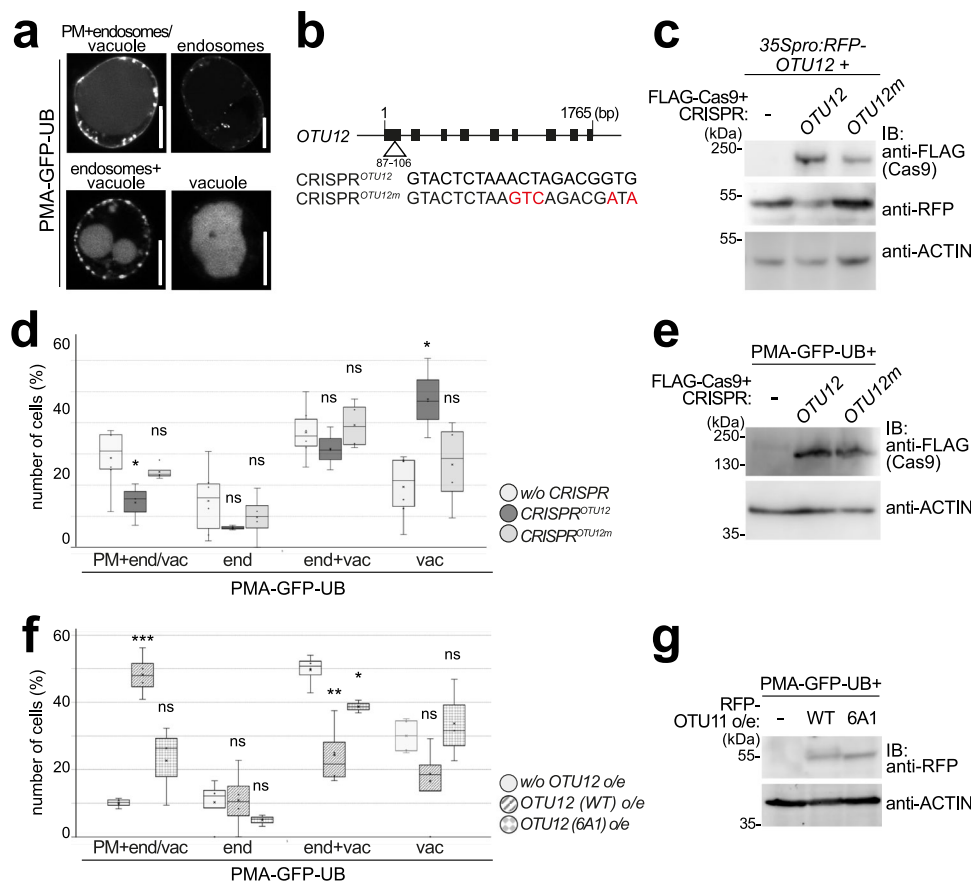 a
PM+endosomes/
vacuole
endosomes
PMA-GFP-UB
endosomes+
vacuole
vacuole
b
1
1765 (bp)
OTU12
87-106
CRISPR^OTU12 GTACTCTAAACTAGACGGTG
CRISPR^OTU12m GTACTCTAAGTCAGACGATA
c
35Spro:RFP-
OTU12 +
FLAG-Cas9+
CRISPR:
- OTU12 OTU12m
(kDa)
IB:
250-
anti-FLAG
(Cas9)
55-
anti-RFP
55-
anti-ACTIN
d
number of cells (%)
60
40
20
0
* ns
ns ns
ns ns
* ns
w/o CRISPR
CRISPR^OTU12
CRISPR^OTU12m
PM+end/vac end end+vac vac
PMA-GFP-UB
e
PMA-GFP-UB+
FLAG-Cas9+
CRISPR:
- OTU12 OTU12m
(kDa)
IB:
250-
anti-FLAG
130-
(Cas9)
anti-ACTIN
35-
f
number of cells (%)
60
40
20
0
*** ns
ns ns
** *
ns ns
w/o OTU12 o/e
OTU12 (WT) o/e
OTU12 (6A1) o/e
PM+end/vac end end+vac vac
PMA-GFP-UB
g
PMA-GFP-UB+
RFP-
OTU11 o/e:
- WT 6A1
(kDa)
IB:
55-
anti-RFP
anti-ACTIN
35-